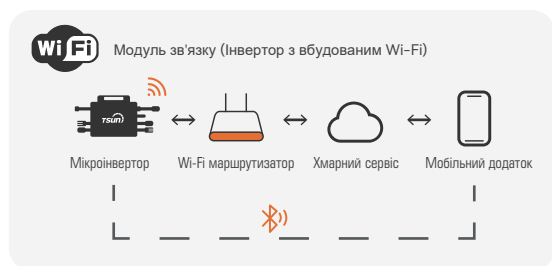 Wi Fi
Модуль зв'язку (Інвертор з вбудованим Wi-Fi)
TSUN
Мікроінвертор
Wi-Fi маршрутизатор
Хмарний сервіс
Мобільний додаток